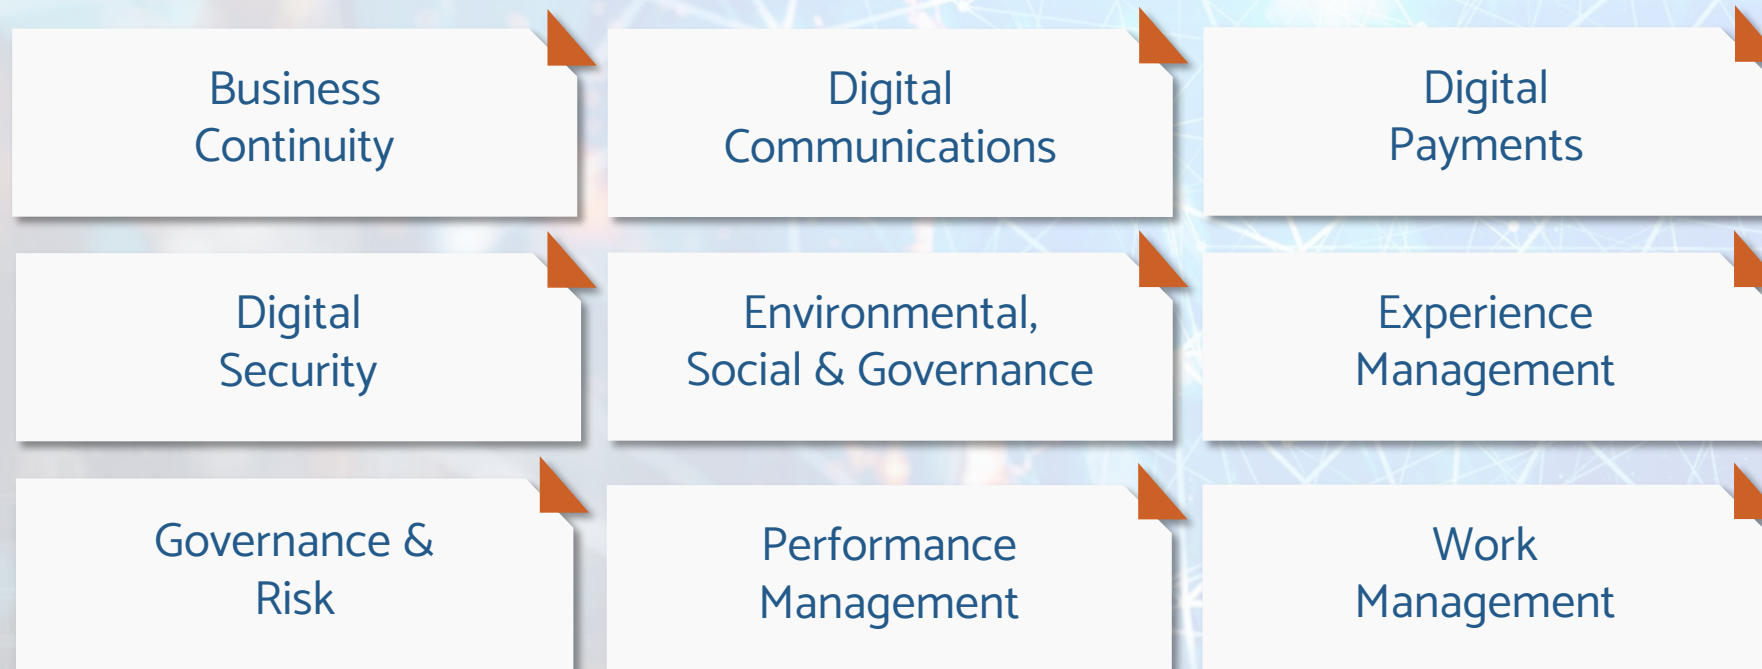 Business
Continuity
Digital
Communications
Digital
Payments
Digital
Security
Environmental,
Social & Governance
Experience
Management
Governance &
Risk
Performance
Management
Work
Management